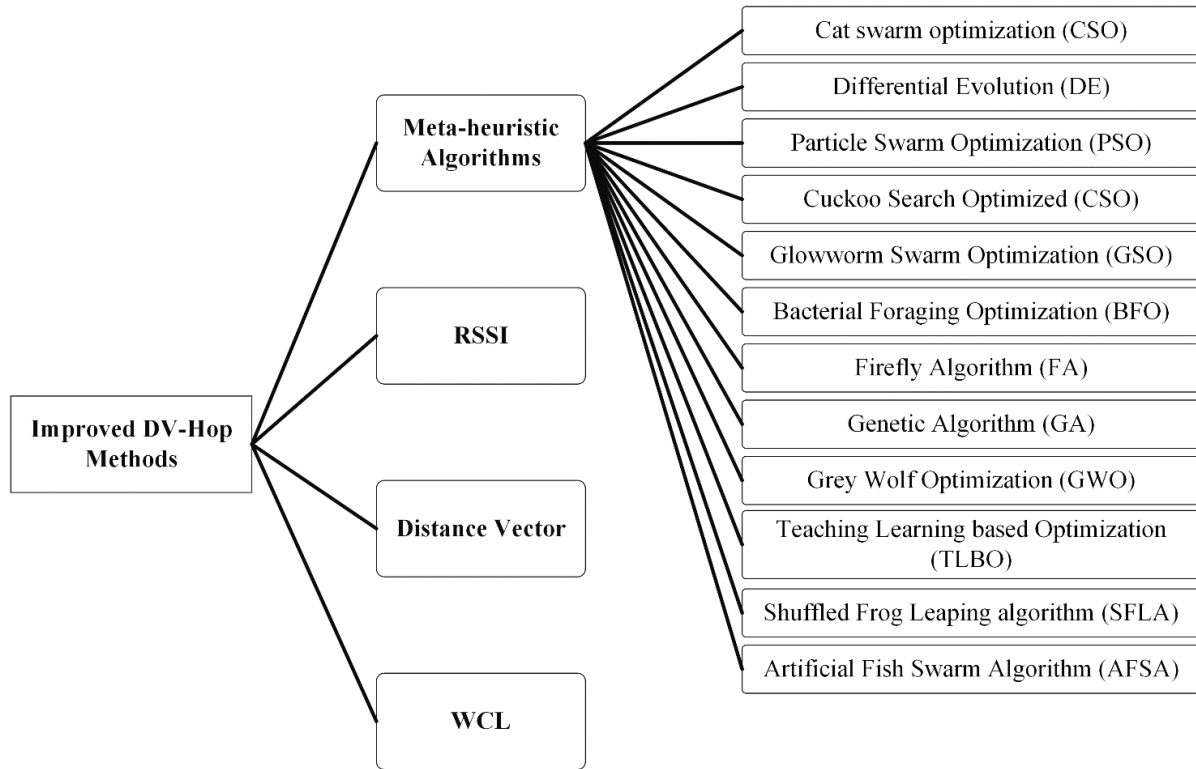 Improved DV-Hop
Methods
Meta-heuristic
Algorithms
RSSI
Distance Vector
WCL
Cat swarm optimization (CSO)
Differential Evolution (DE)
Particle Swarm Optimization (PSO)
Cuckoo Search Optimized (CSO)
Glowworm Swarm Optimization (GSO)
Bacterial Foraging Optimization (BFO)
Firefly Algorithm (FA)
Genetic Algorithm (GA)
Grey Wolf Optimization (GWO)
Teaching Learning based Optimization
(TLBO)
Shuffled Frog Leaping algorithm (SFLA)
Artificial Fish Swarm Algorithm (AFSA)